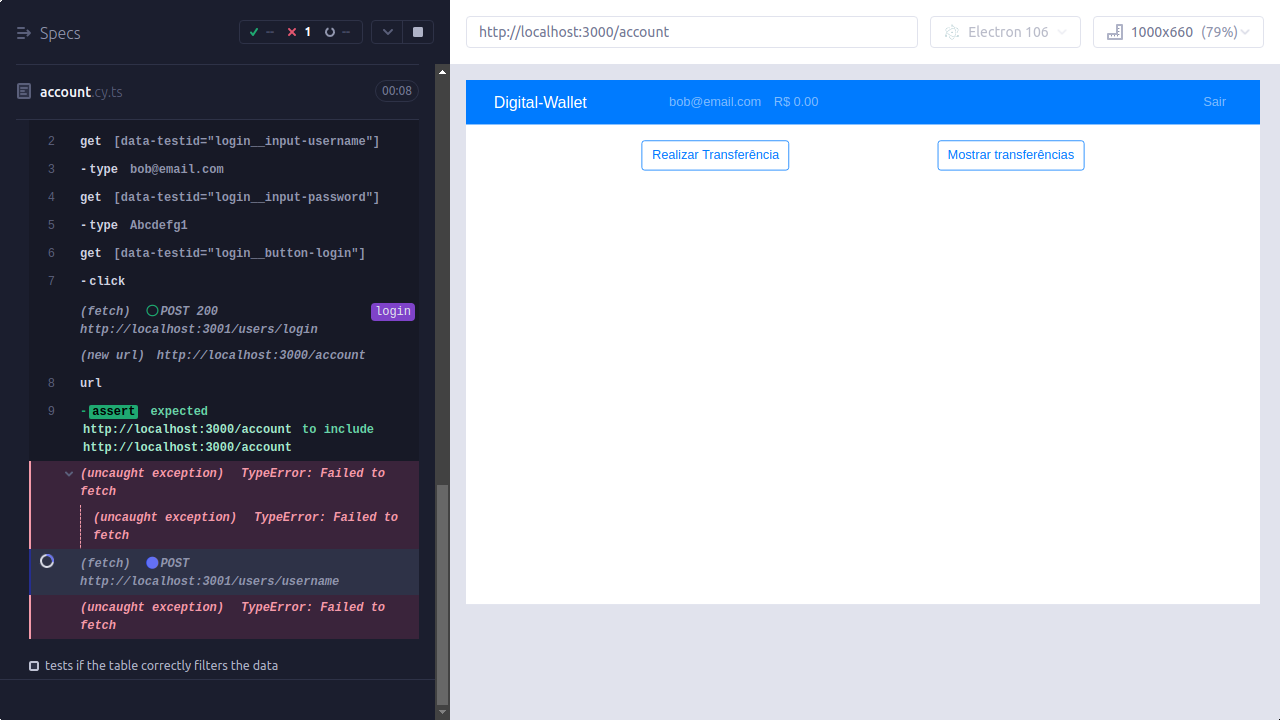 Specs
-- 1 --
account.cy.ts 00:08
2 get [data-testid="login__input-username"]
3 -type bob@email.com
4 get [data-testid="login__input-password"]
5 -type Abcdefg1
6 get [data-testid="login__button-login"]
7 -click
(fetch) POST 200 login
http://localhost:3001/users/login
(new url) http://localhost:3000/account
8 url
9 -assert expected
http://localhost:3000/account to include
http://localhost:3000/account
(uncaught exception) TypeError: Failed to
fetch
(uncaught exception) TypeError: Failed to
fetch
(fetch) POST
http://localhost:3001/users/username
(uncaught exception) TypeError: Failed to
fetch
tests if the table correctly filters the data
http://localhost:3000/account Electron 106 1000x660 (79%)
Digital-Wallet bob@email.com R$ 0.00 Sair
Realizar Transferência Mostrar transferências